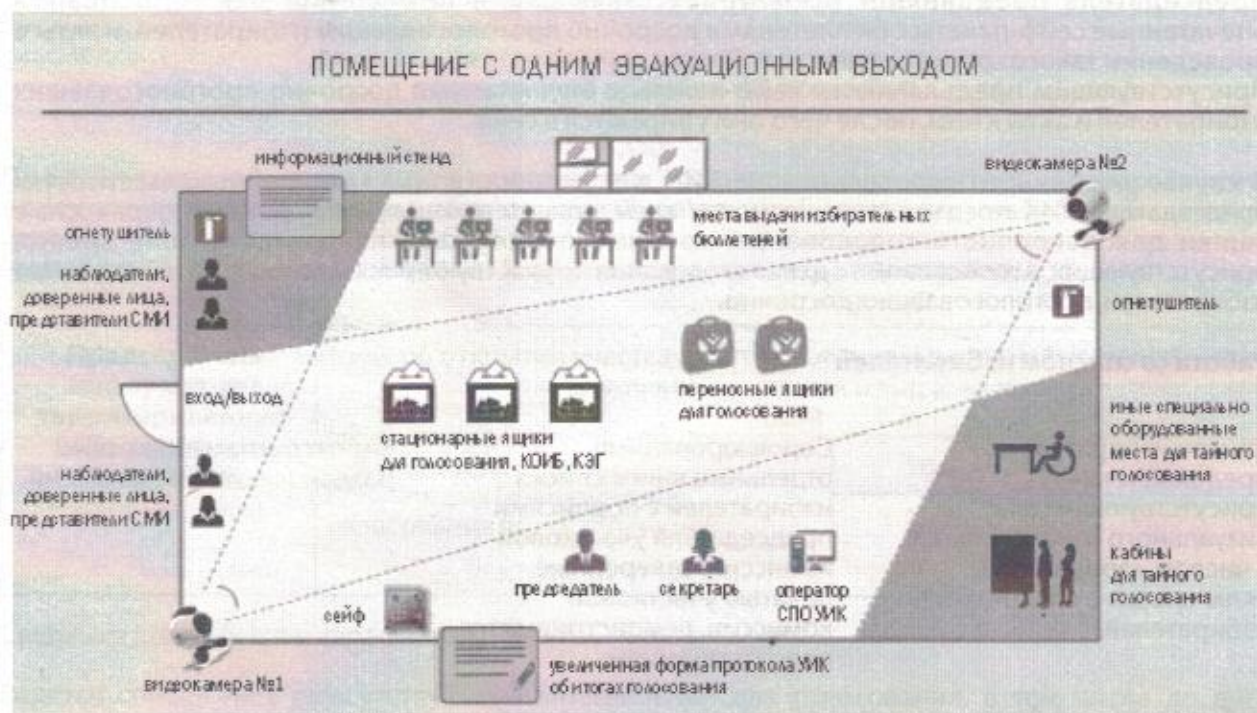 ПОМЕЩЕНИЕ С ОДНИМ ЭВАКУАЦИОННЫМ ВЫХОДОМ
информационный стенд
видеокамера №2
огнетушитель
места выдачи избирательных
бюллетеней
наблюдатели,
доверенные лица,
представители СМИ
огнетушитель
вход/выход
переносные ящики
для голосования
стационарные ящики
для голосования, КОИБ, КЭГ
иные специально
оборудованные
места для тайного
голосования
наблюдатели,
доверенные лица,
представители СМИ
председатель
секретарь
оператор
СПО УИК
кабины
для тайного
голосования
сейф
увеличенная форма протокола УИК
об итогах голосования
видеокамера №1